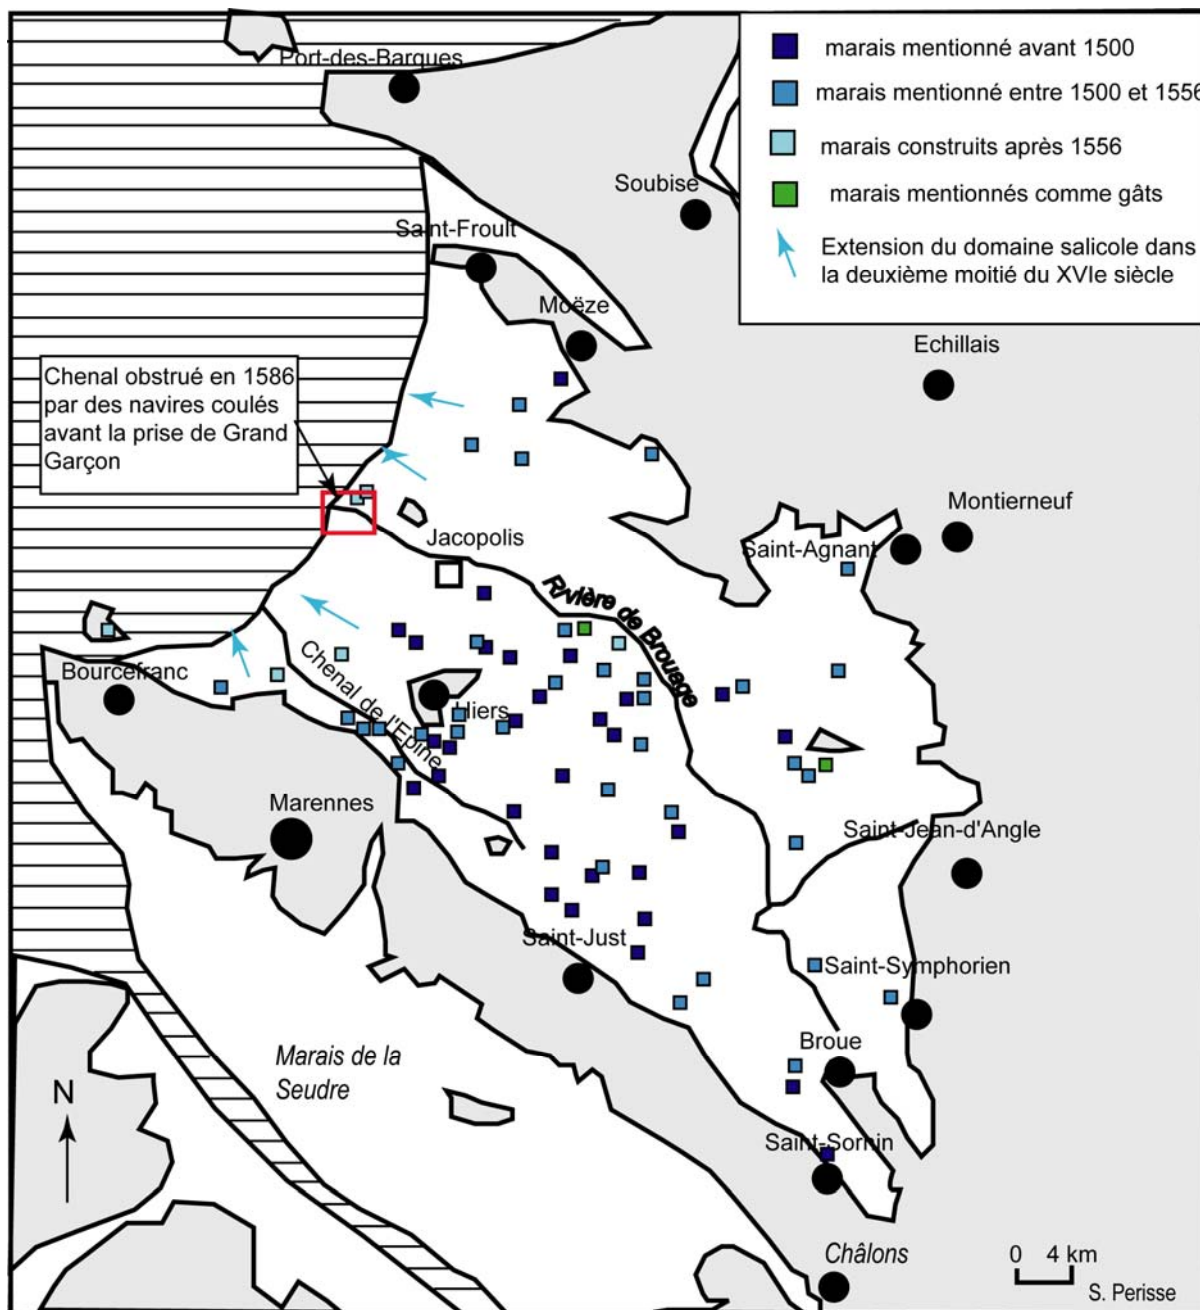 Port-des-Barques
marais mentionné avant 1500
marais mentionné entre 1500 et 1556
marais construits après 1556
marais mentionnés comme gâts
Extension du domaine salicole dans
la deuxième moitié du XVIe siècle
Soubise
Saint-Froult
Moëze
Echillais
Chenal obstrué en 1586
par des navires coulés
avant la prise de Grand
Garçon
Montierneuf
Jacopolis
Saint-Agnant
Rivière de Brouage
Bourcefranc
Chenal de l'Epine
Hiers
Marennes
Saint-Jean-d'Angle
Saint-Just
Saint-Symphorien
Broue
Marais de la
Seudre
N
Saint-Sornin
Châlons
0 4 km
S. Perisse